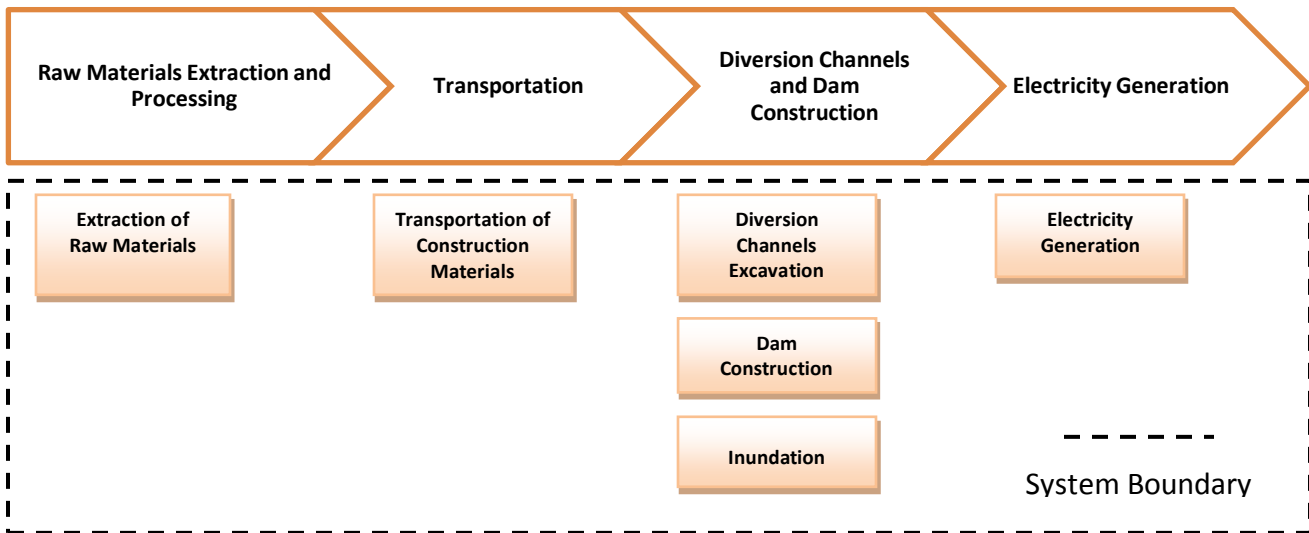 Raw Materials Extraction and
Processing
Transportation
Diversion Channels
and Dam
Construction
Electricity Generation
Extraction of
Raw Materials
Transportation of
Construction
Materials
Diversion
Channels
Excavation
Electricity
Generation
Dam
Construction
Inundation
System Boundary